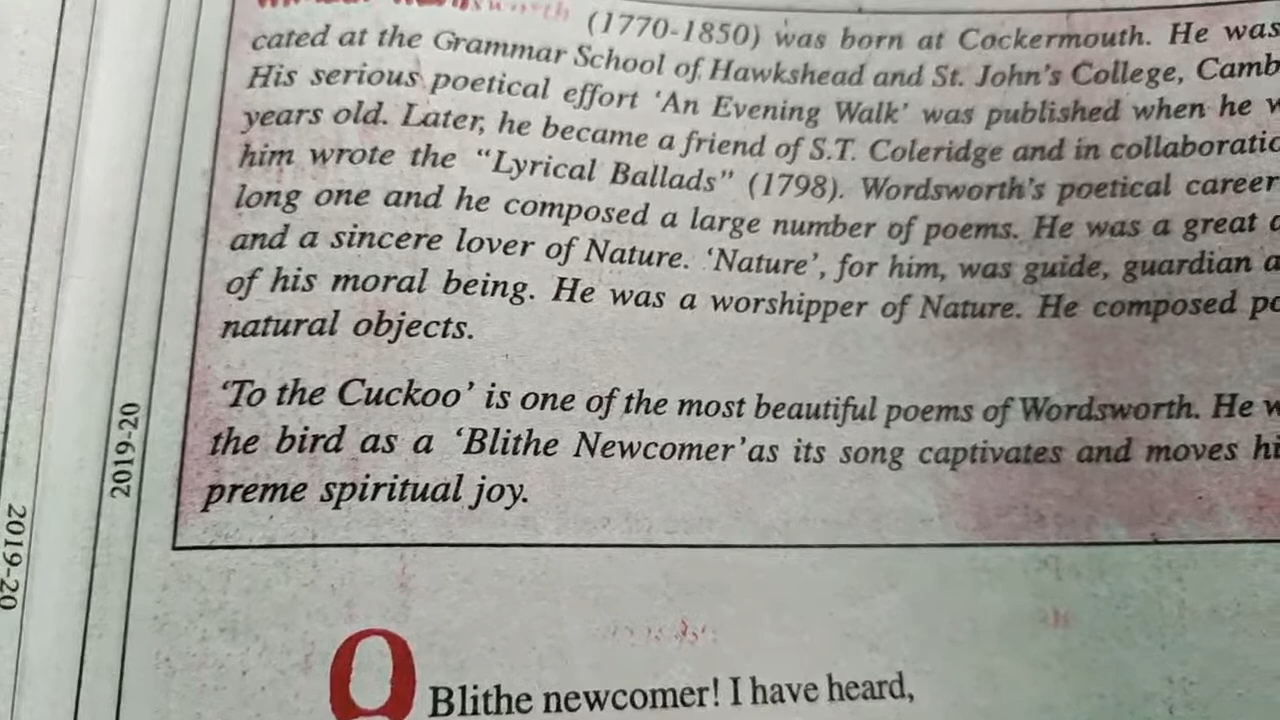 (1770-1850) was born at Cockermouth. He was
cated at the Grammar School of Hawkshead and St. John's College, Camb
His serious poetical effort 'An Evening Walk' was published when he w
years old. Later, he became a friend of S.T. Coleridge and in collaboratio
him wrote the "Lyrical Ballads" (1798). Wordsworth's poetical career
long one and he composed a large number of poems. He was a great
and a sincere lover of Nature. 'Nature', for him, was guide, guardian a
of his moral being. He was a worshipper of Nature. He composed po
natural objects.
'To the Cuckoo' is one of the most beautiful poems of Wordsworth. He w
the bird as a 'Blithe Newcomer'as its song captivates and moves hi
preme spiritual joy.
2019-20
2019-20
O Blithe newcomer! I have heard,